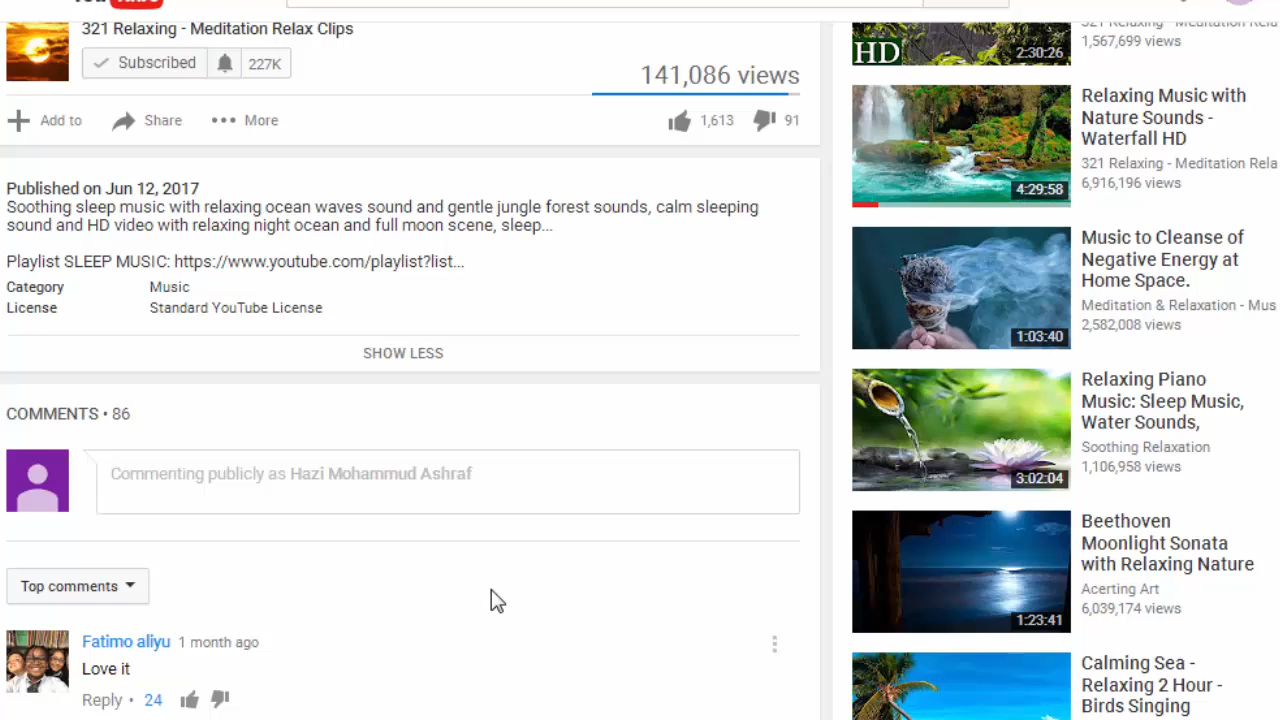 321 Relaxing - Meditation Relax Clips
Subscribed 227K
141,086 views
Add to Share More 1,613 91
Published on Jun 12, 2017
Soothing sleep music with relaxing ocean waves sound and gentle jungle forest sounds, calm sleeping
sound and HD video with relaxing night ocean and full moon scene, sleep...
Playlist SLEEP MUSIC: https://www.youtube.com/playlist?list...
Category Music
License Standard YouTube License
SHOW LESS
COMMENTS • 86
Commenting publicly as Hazi Mohammud Ashraf
Top comments
Fatimo aliyu 1 month ago
Love it
Reply • 24
HD
2:30:26
321 Relaxing - Meditation Rela
1,567,699 views
4:29:58
Relaxing Music with
Nature Sounds -
Waterfall HD
321 Relaxing - Meditation Rela
6,916,196 views
1:03:40
Music to Cleanse of
Negative Energy at
Home Space.
Meditation & Relaxation - Mus
2,582,008 views
3:02:04
Relaxing Piano
Music: Sleep Music,
Water Sounds,
Soothing Relaxation
1,106,958 views
1:23:41
Beethoven
Moonlight Sonata
with Relaxing Nature
Acerting Art
6,039,174 views
Calming Sea -
Relaxing 2 Hour -
Birds Singing